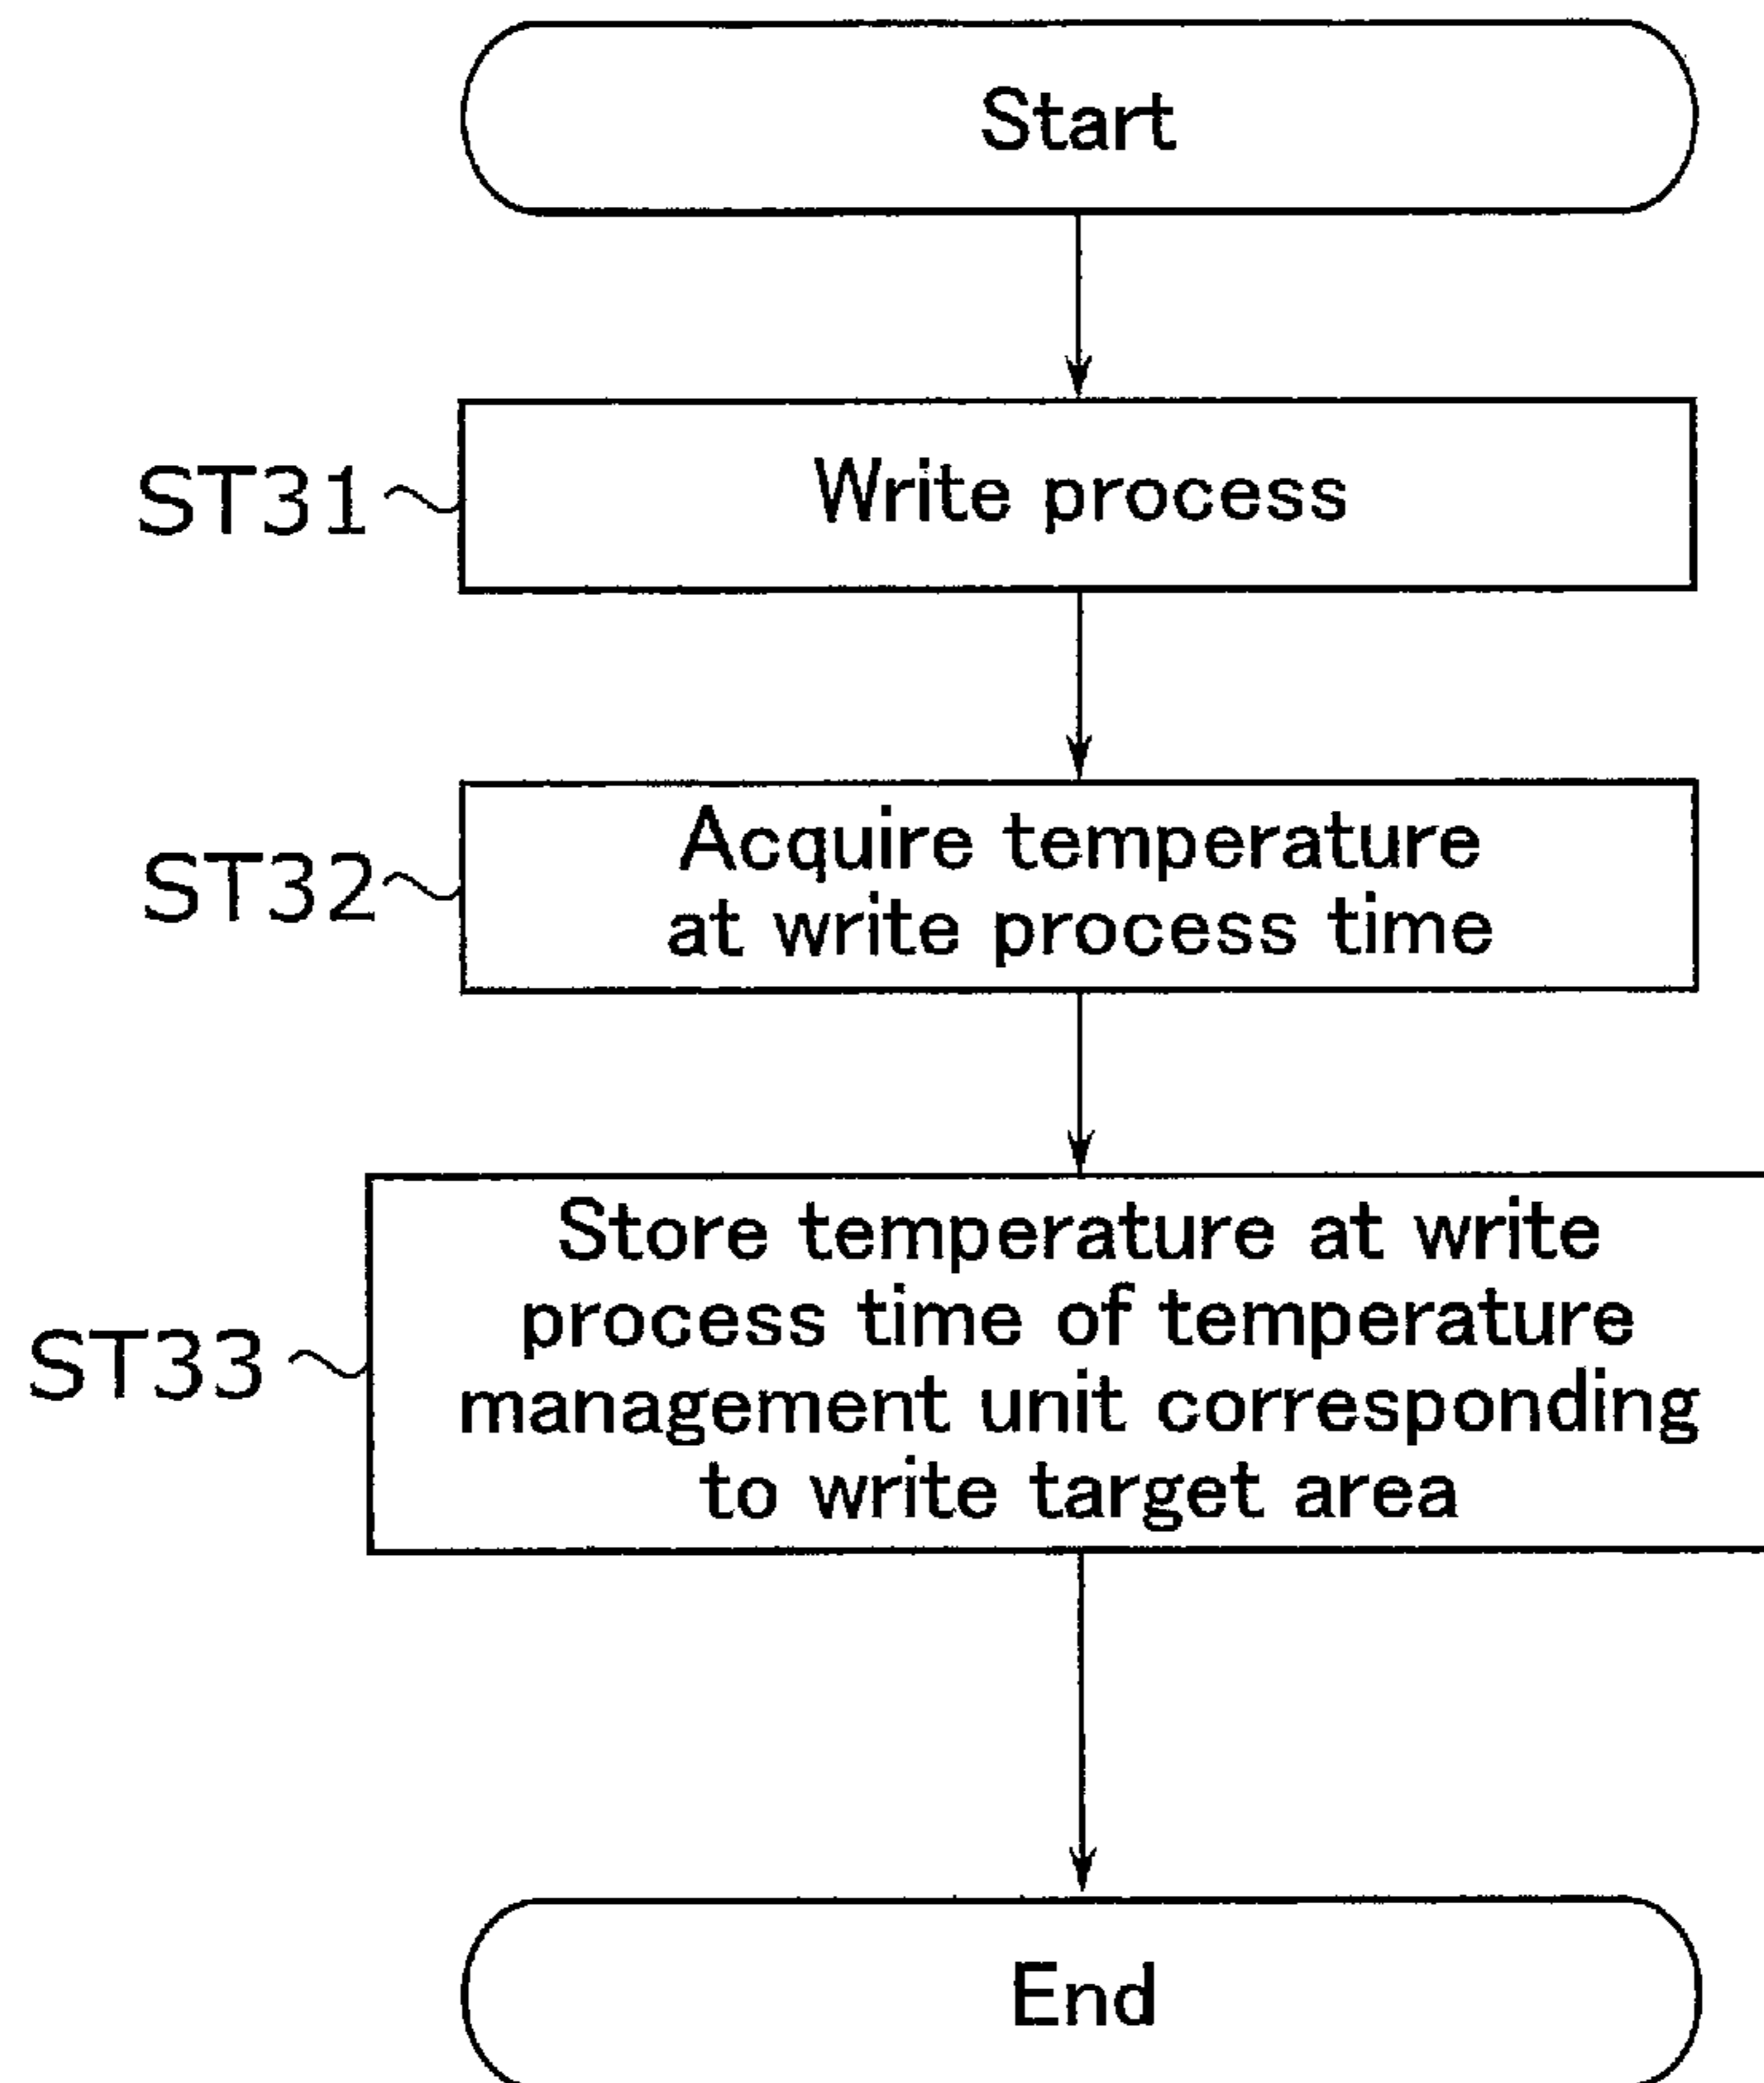 Start
ST31
Write process
ST32
Acquire temperature
at write process time
ST33
Store temperature at write
process time of temperature
management unit corresponding
to write target area
End